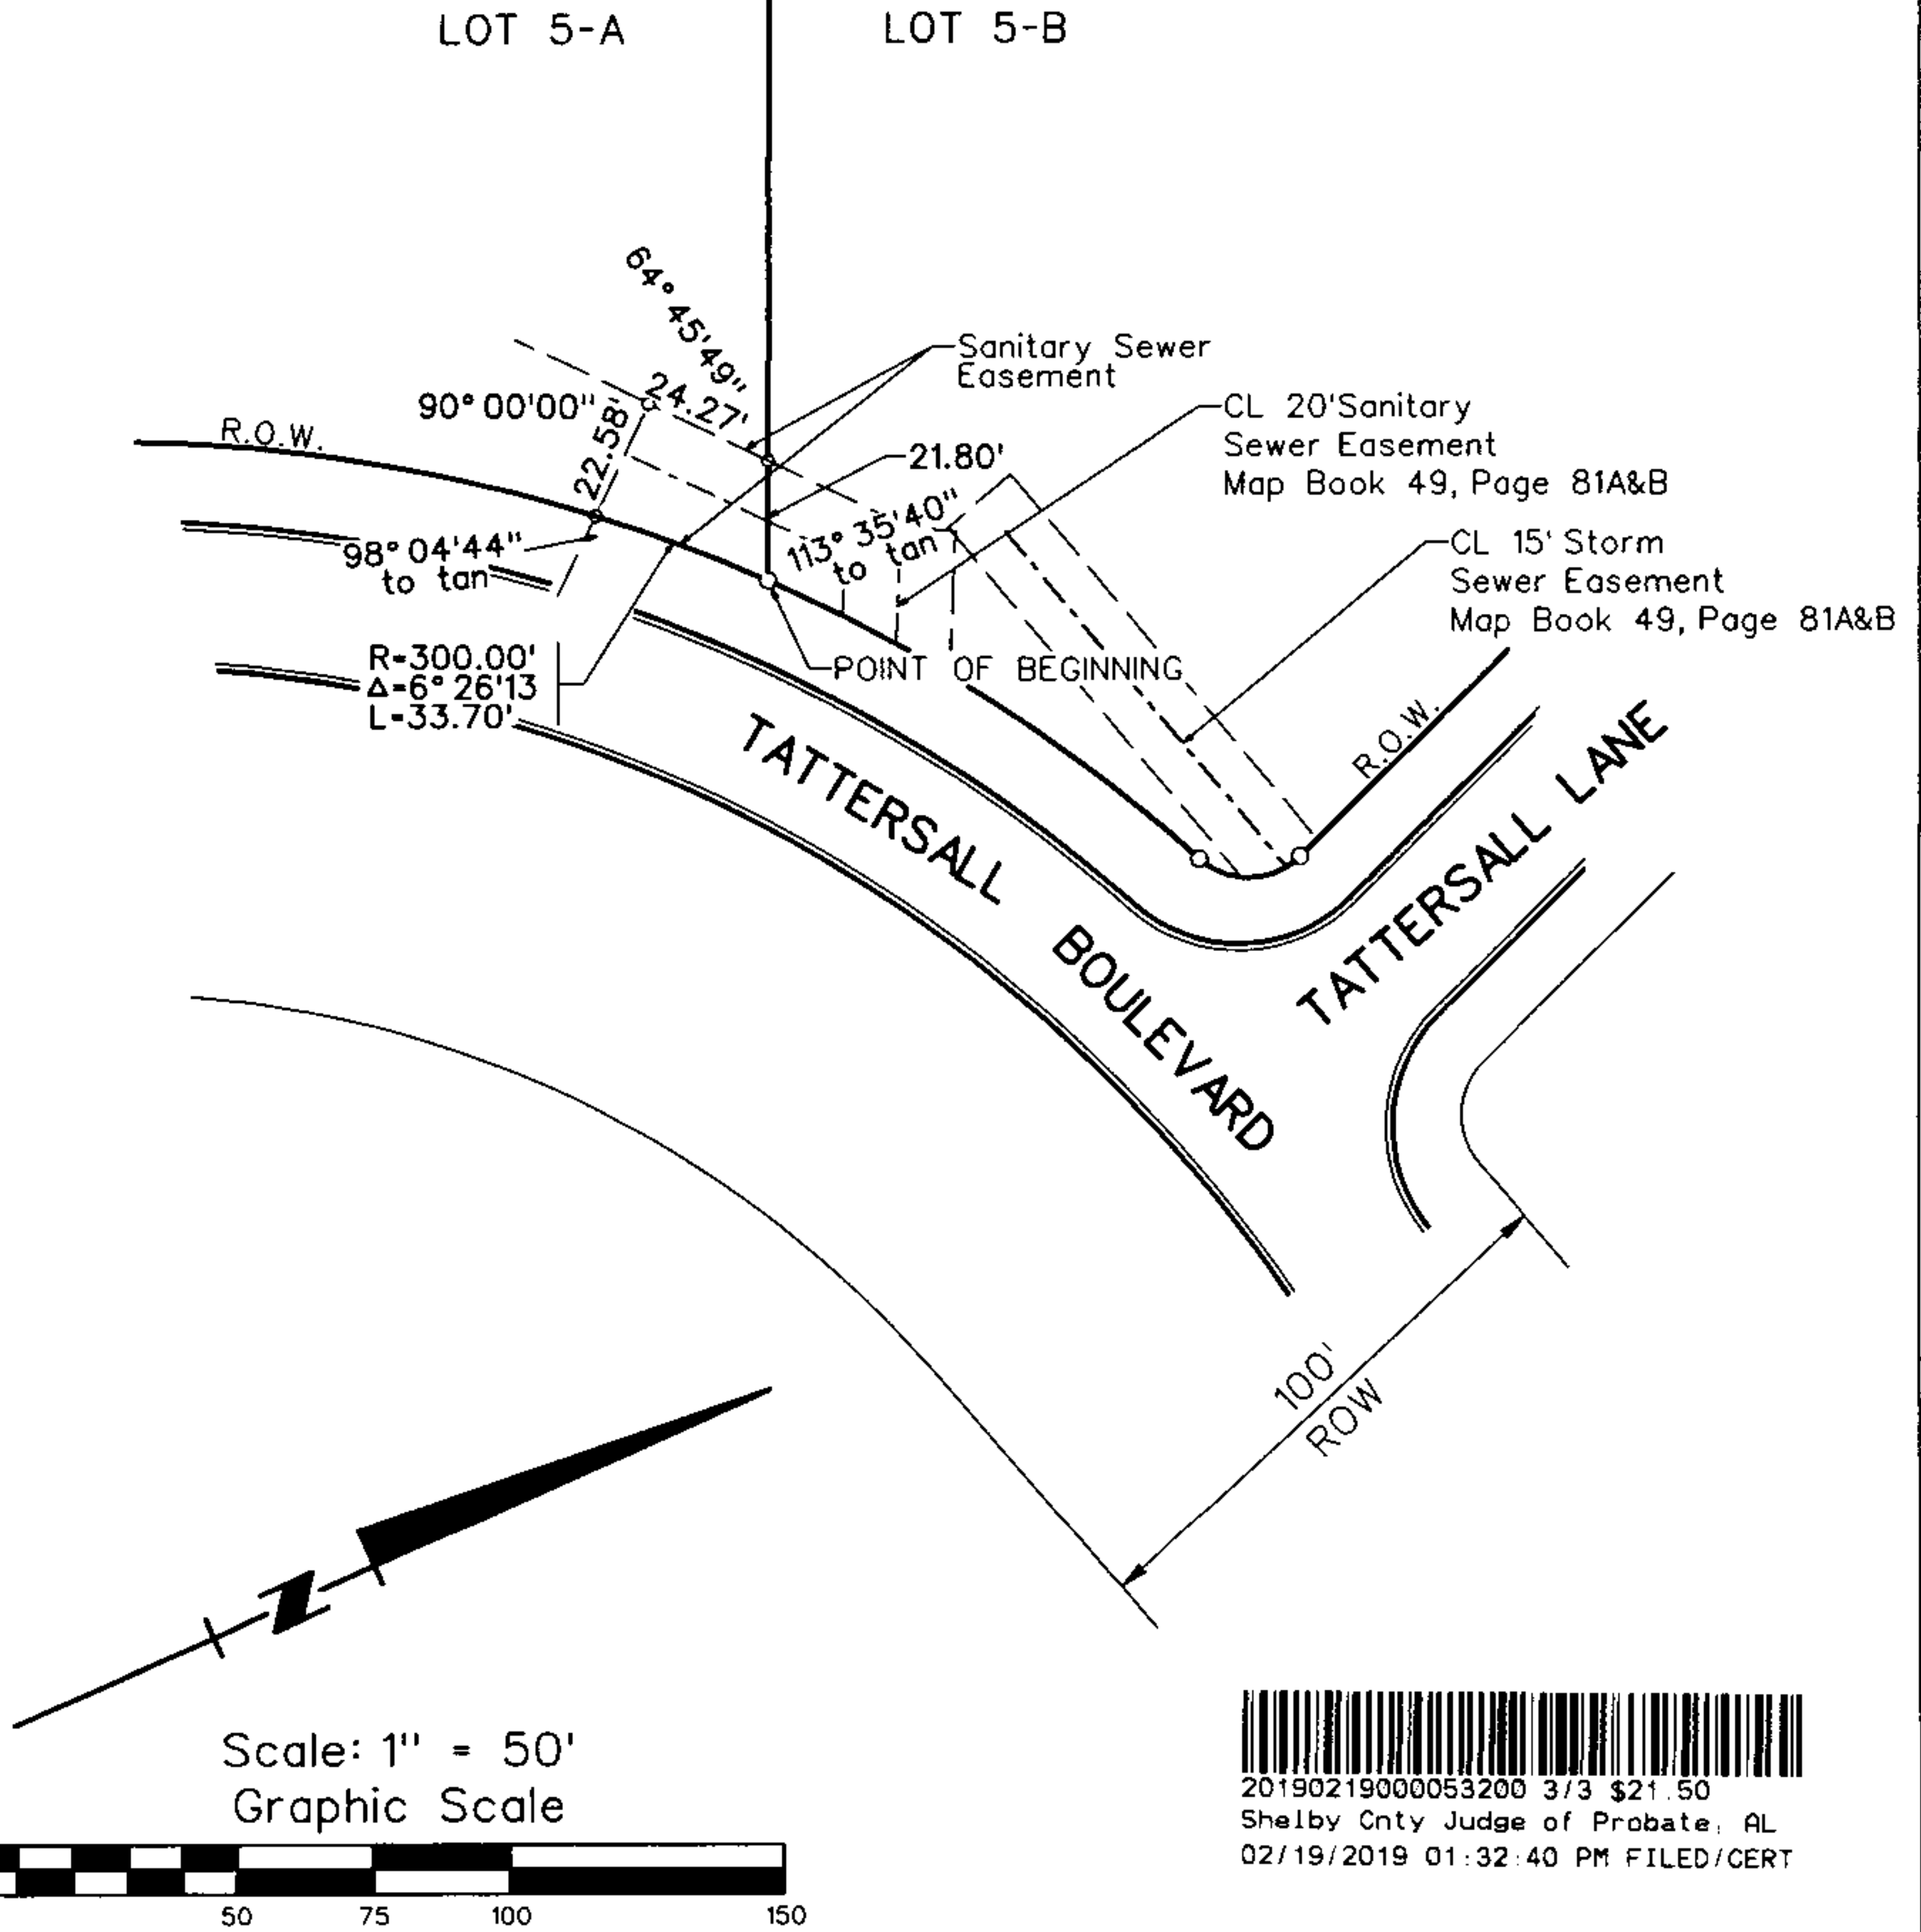 LOT 5-A
LOT 5-B
64° 45'49"
24.27'
90° 00'00"
22.58'
R.O.W.
Sanitary Sewer
Easement
CL 20'Sanitary
Sewer Easement
Map Book 49, Page 81A&B
21.80'
113° 35'40"
to tan
98° 04'44"
to tan
CL 15' Storm
Sewer Easement
Map Book 49, Page 81A&B
R=300.00'
Δ=6° 26'13
L=33.70'
POINT OF BEGINNING
R.O.W.
TATTERSALL BOULEVARD
TATTERSALL LANE
100'
ROW
N
Scale: 1" = 50'
Graphic Scale
50 75 100 150
20190219000053200 3/3 $21.50
Shelby Cnty Judge of Probate, AL
02/19/2019 01:32:40 PM FILED/CERT